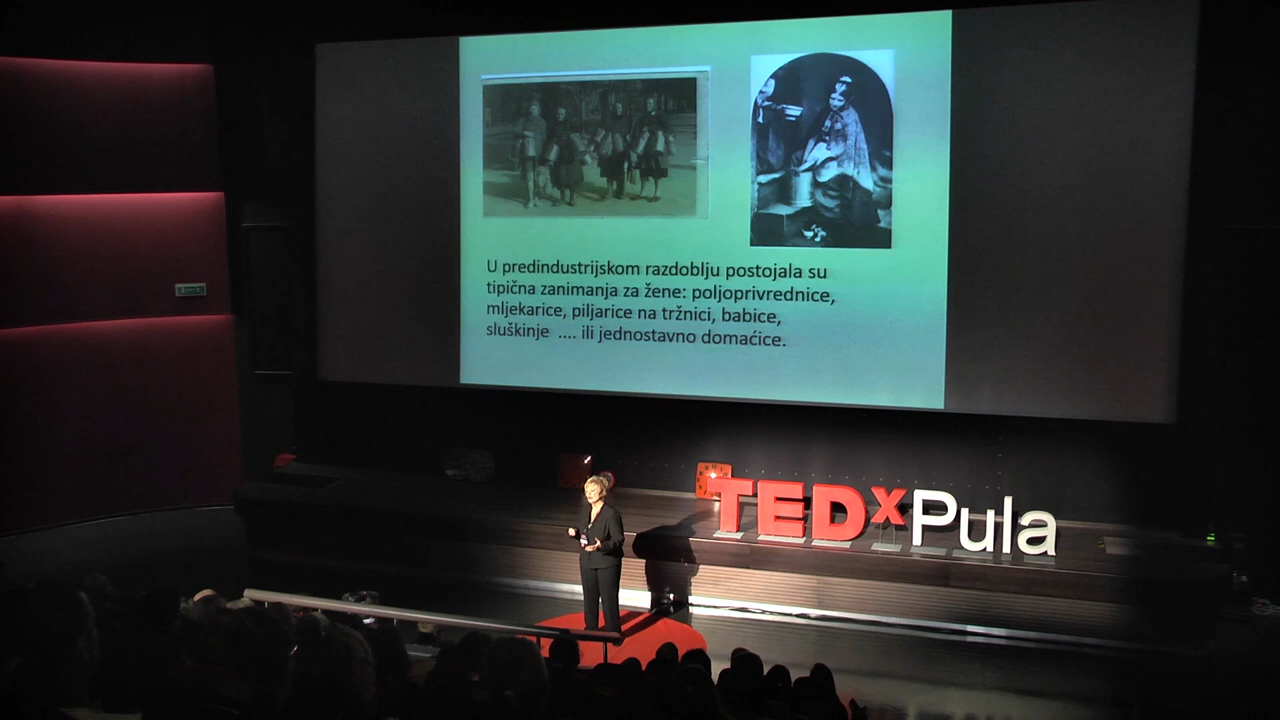 U predindustrijskom razdoblju postojala su
tipična zanimanja za žene: poljoprivrednice,
mljekarice, piljarice na tržnici, babice,
sluškinje .... ili jednostavno domaćice.
TEDxPula